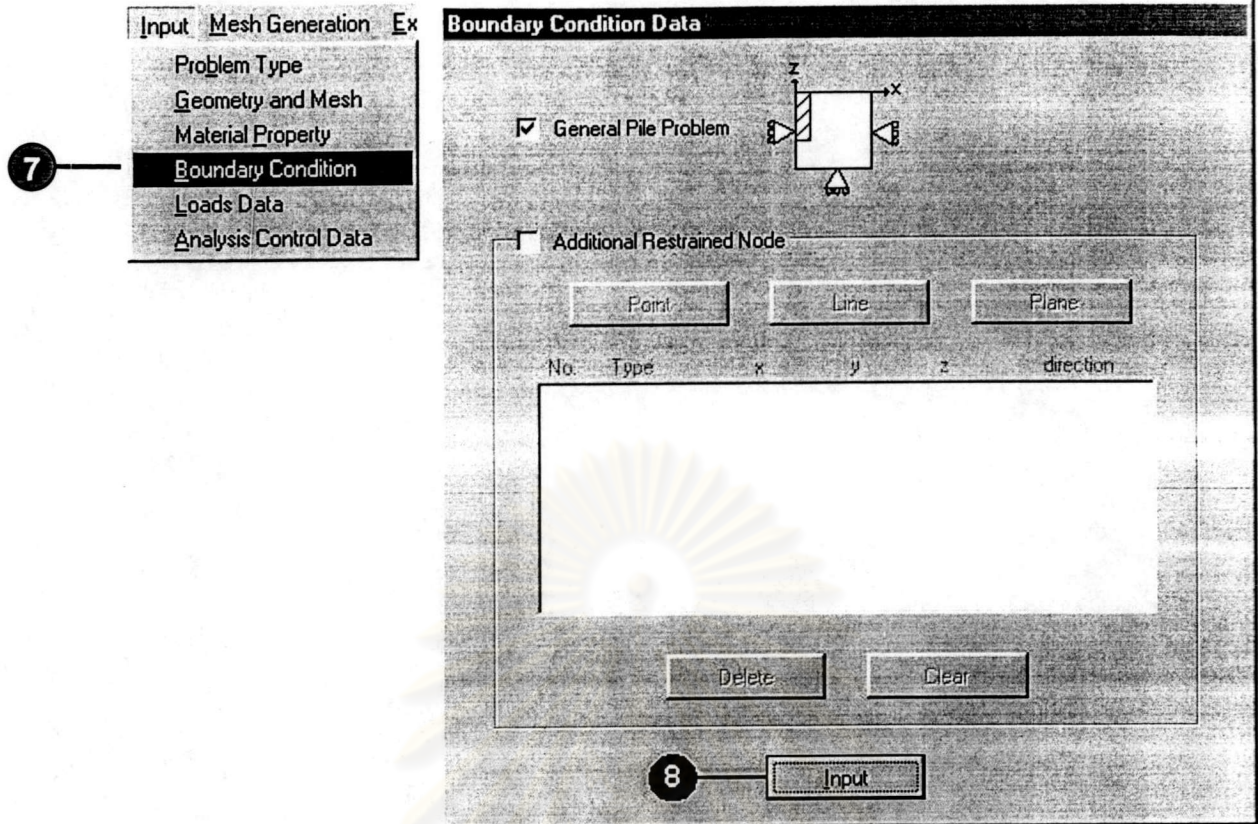 Input Mesh Generation Ex
Problem Type
Geometry and Mesh
Material Property
7
Boundary Condition
Loads Data
Analysis Control Data
Boundary Condition Data
General Pile Problem
z
x
Additional Restrained Node
Point Line Plane
No. Type x y z direction
Delete Clear
8
Input